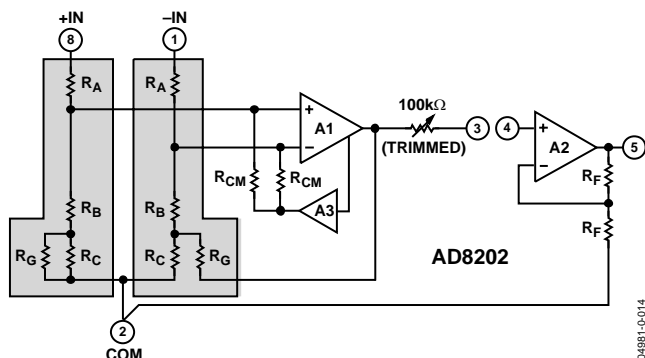 +IN
–IN
8
1
RA
RA
A1
+
–
100kΩ
(TRIMMED)
3
4
+
–
A2
5
RCM
RCM
A3
RF
RF
RB
RB
RG
RC
RC
RG
AD8202
2
COM
04981-0-014